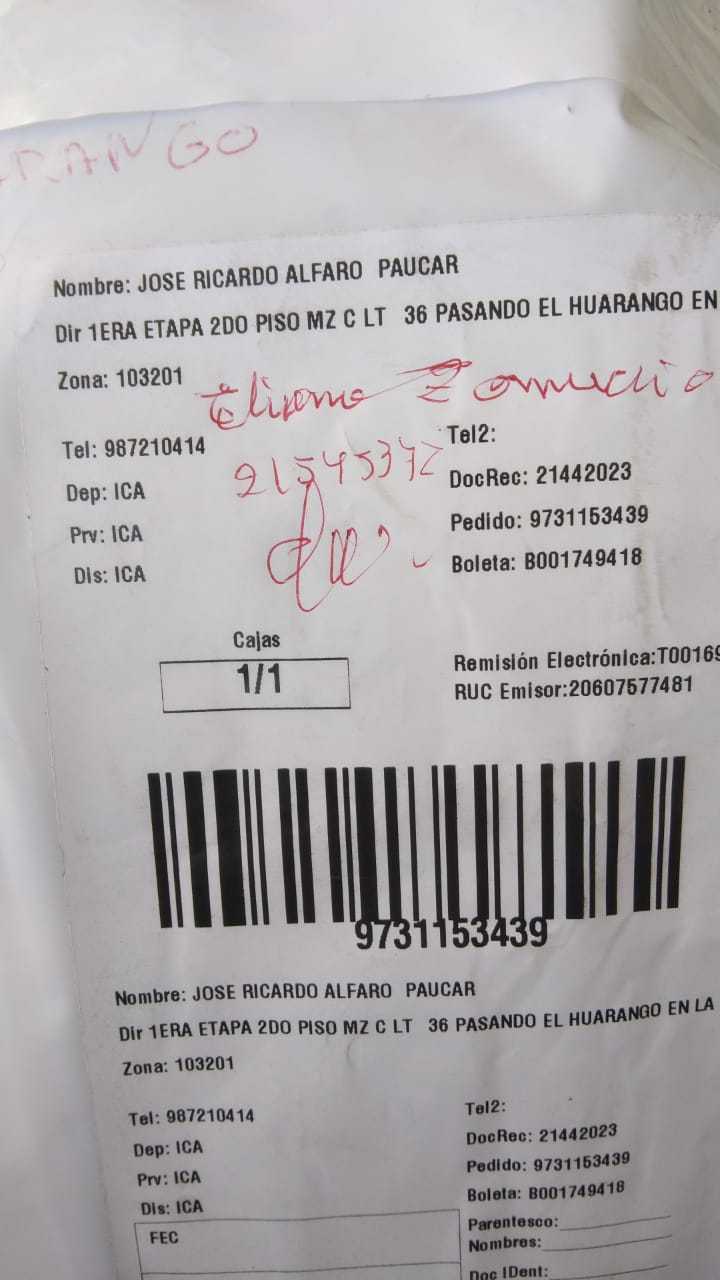 RANGO
Nombre: JOSE RICARDO ALFARO PAUCAR
Dir 1ERA ETAPA 2DO PISO MZ C LT 36 PASANDO EL HUARANGO EN
Zona: 103201
Eliana Zamudio
Tel: 987210414
Tel2:
21545372
Dep: ICA
DocRec: 21442023
Prv: ICA
Pedido: 9731153439
Dis: ICA
Boleta: B001749418
Cajas
1/1
Remisión Electrónica:T00169
RUC Emisor:20607577481
9731153439
Nombre: JOSE RICARDO ALFARO PAUCAR
Dir 1ERA ETAPA 2DO PISO MZ C LT 36 PASANDO EL HUARANGO EN LA
Zona: 103201
Tel: 987210414
Tel2:
Dep: ICA
DocRec: 21442023
Prv: ICA
Pedido: 9731153439
Dis: ICA
Boleta: B001749418
FEC
Parentesco:
Nombres:
Doc IDent: